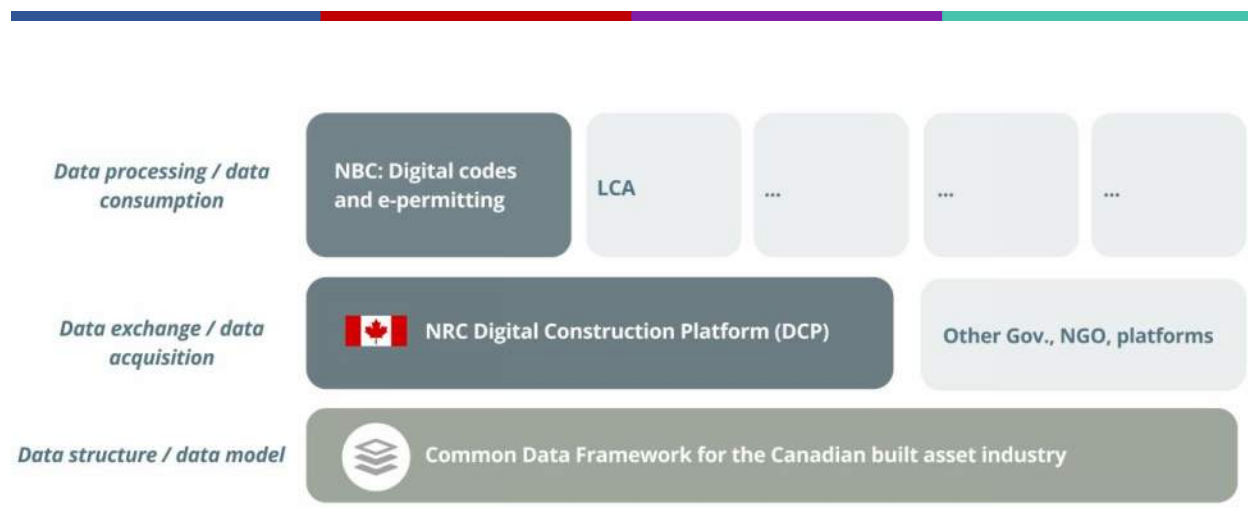 Data processing / data
consumption
NBC: Digital codes
and e-permitting
LCA
...
...
...
Data exchange / data
acquisition
NRC Digital Construction Platform (DCP)
Other Gov., NGO, platforms
Data structure / data model
Common Data Framework for the Canadian built asset industry